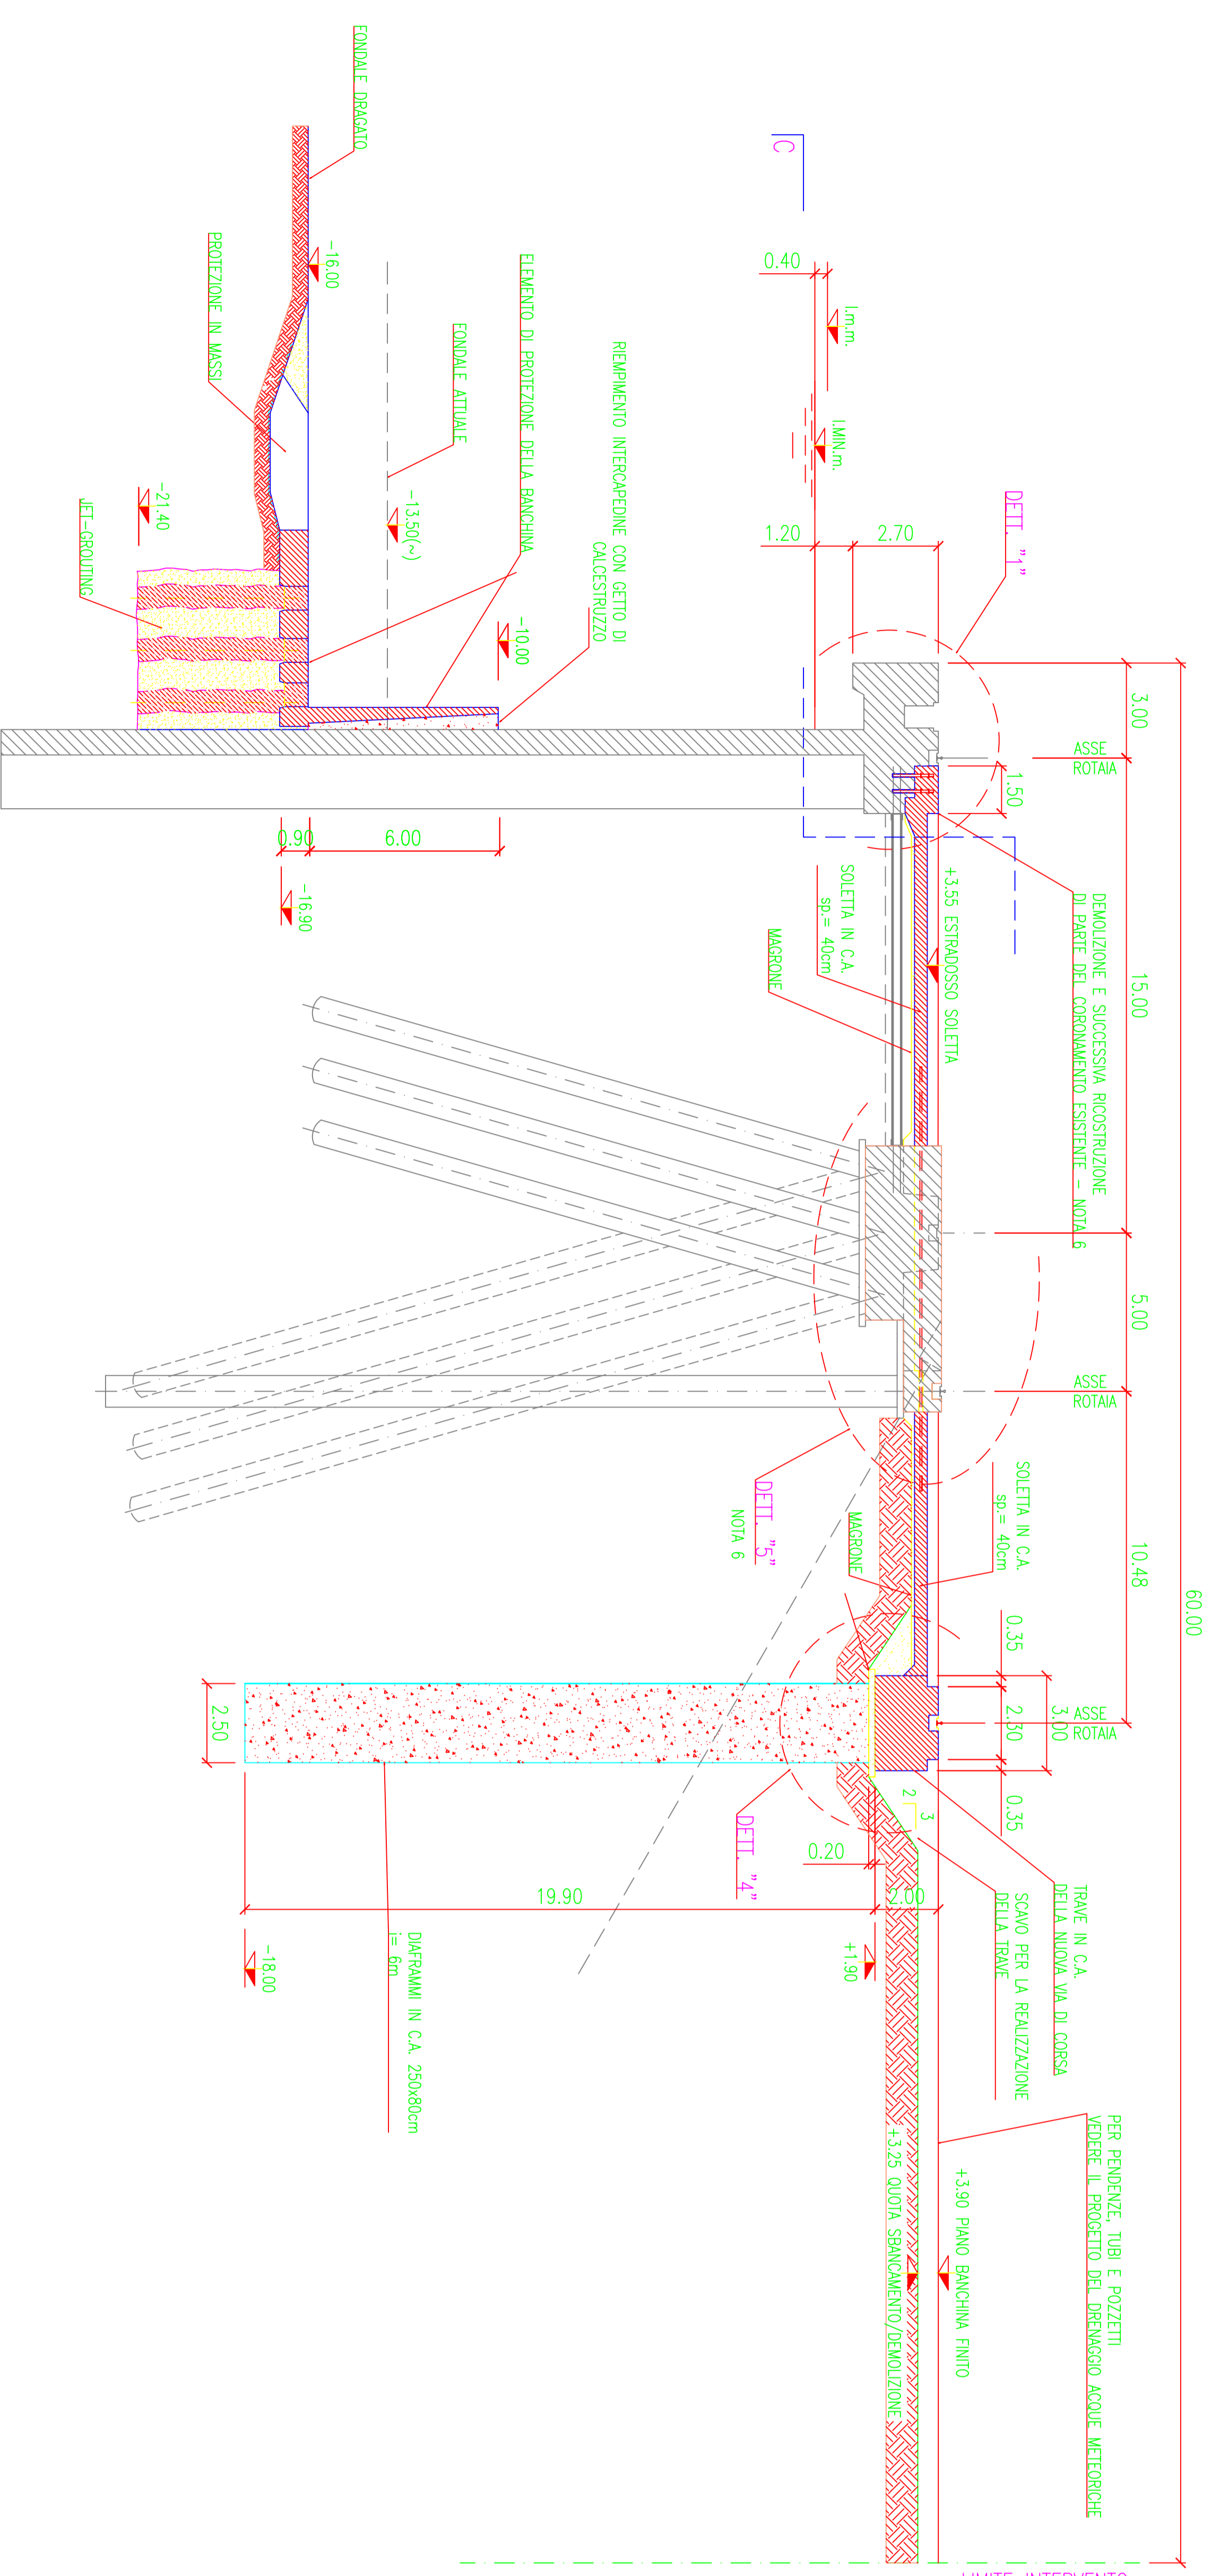 60.00
3.00
15.00
5.00
10.48
ASSE
ROTAIA
1.50
ASSE
ROTAIA
ASSE
ROTAIA
0.35
2.30
0.35
3.00
DETT. "1"
DEMOLIZIONE E SUCCESSIVA RICOSTRUZIONE
DI PARTE DEL CORONAMENTO ESISTENTE - NOTA 6
PER PENDENZE, TUBI E POZZETTI
VEDERE IL PROGETTO DEL DRENAGGIO ACQUE METEORICHE
TRAVE IN C.A.
DELLA NUOVA VIA DI CORSA
SCAVO PER LA REALIZZAZIONE
DELLA TRAVE
SOLETTA IN C.A.
sp.= 40cm
+3.55 ESTRADOSSO SOLETTA
+3.90 PIANO BANCHINA FINITO
+3.25 QUOTA SBANCAMENTO/DEMOLIZIONE
LIMITE INTERVENTO
2.70
1.20
0.40
l.m.m.
l.MIN.m.
C
SOLETTA IN C.A.
sp.= 40cm
MAGRONE
MAGRONE
3
2
DETT. "5"
NOTA 6
DETT. "4"
0.20
2.00
+1.90
19.90
RIEMPIMENTO INTERCAPEDINE CON GETTO DI
CALCESTRUZZO
ELEMENTO DI PROTEZIONE DELLA BANCHINA
-10.00
FONDALE ATTUALE
-13.50(~)
FONDALE DRAGATO
-16.00
6.00
0.90
-16.90
DIAFRAMMI IN C.A. 250x80cm
i= 6m
-18.00
2.50
PROTEZIONE IN MASSI
-21.40
JET-GROUTING